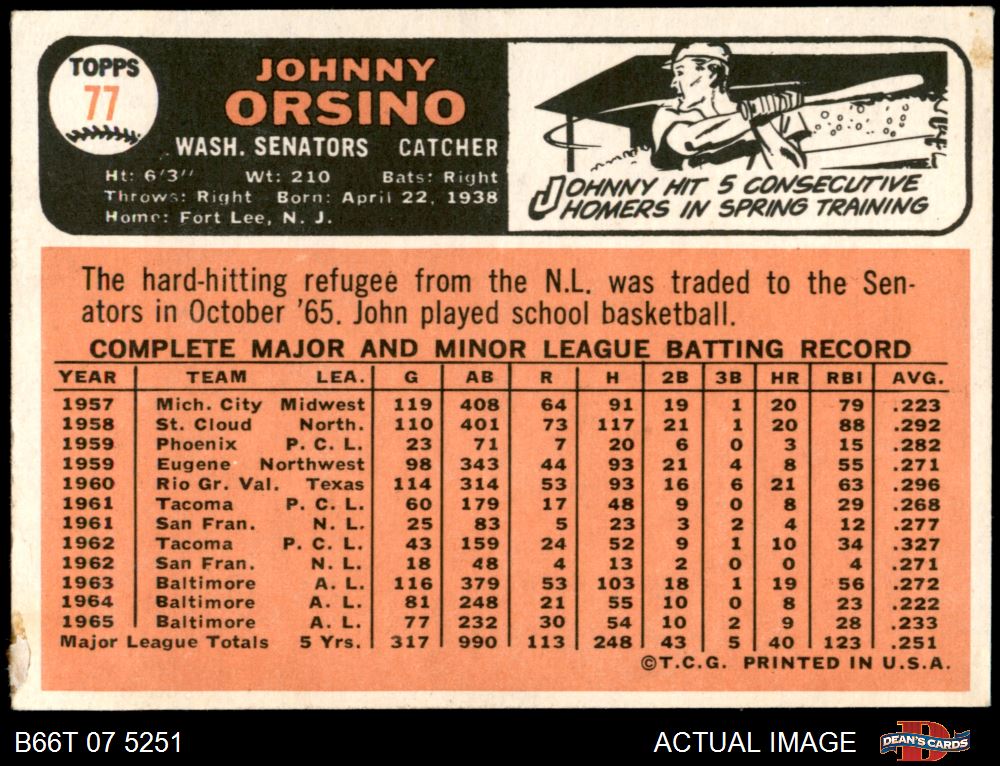 TOPPS
77
JOHNNY
ORSINO
WASH. SENATORS CATCHER
Ht: 6'3" Wt: 210 Bats: Right
Throws: Right Born: April 22, 1938
Home: Fort Lee, N. J.
JOHNNY HIT 5 CONSECUTIVE
HOMERS IN SPRING TRAINING
The hard-hitting refugee from the N.L. was traded to the Sen-
ators in October '65. John played school basketball.
COMPLETE MAJOR AND MINOR LEAGUE BATTING RECORD
YEAR TEAM LEA. G AB R H 2B 3B HR RBI AVG.
1957 Mich. City Midwest 119 408 64 91 19 1 20 79 .223
1958 St. Cloud North. 110 401 73 117 21 1 20 88 .292
1959 Phoenix P. C. L. 23 71 7 20 6 0 3 15 .282
1959 Eugene Northwest 98 343 44 93 21 4 8 55 .271
1960 Rio Gr. Val. Texas 114 314 53 93 16 6 21 63 .296
1961 Tacoma P. C. L. 60 179 17 48 9 0 8 29 .268
1961 San Fran. N. L. 25 83 5 23 3 2 4 12 .277
1962 Tacoma P. C. L. 43 159 24 52 9 1 10 34 .327
1962 San Fran. N. L. 18 48 4 13 2 0 0 4 .271
1963 Baltimore A. L. 116 379 53 103 18 1 19 56 .272
1964 Baltimore A. L. 81 248 21 55 10 0 8 23 .222
1965 Baltimore A. L. 77 232 30 54 10 2 9 28 .233
Major League Totals 5 Yrs. 317 990 113 248 43 5 40 123 .251
©T.C.G. PRINTED IN U.S.A.
B66T 07 5251 ACTUAL IMAGE DEAN'S CARDS